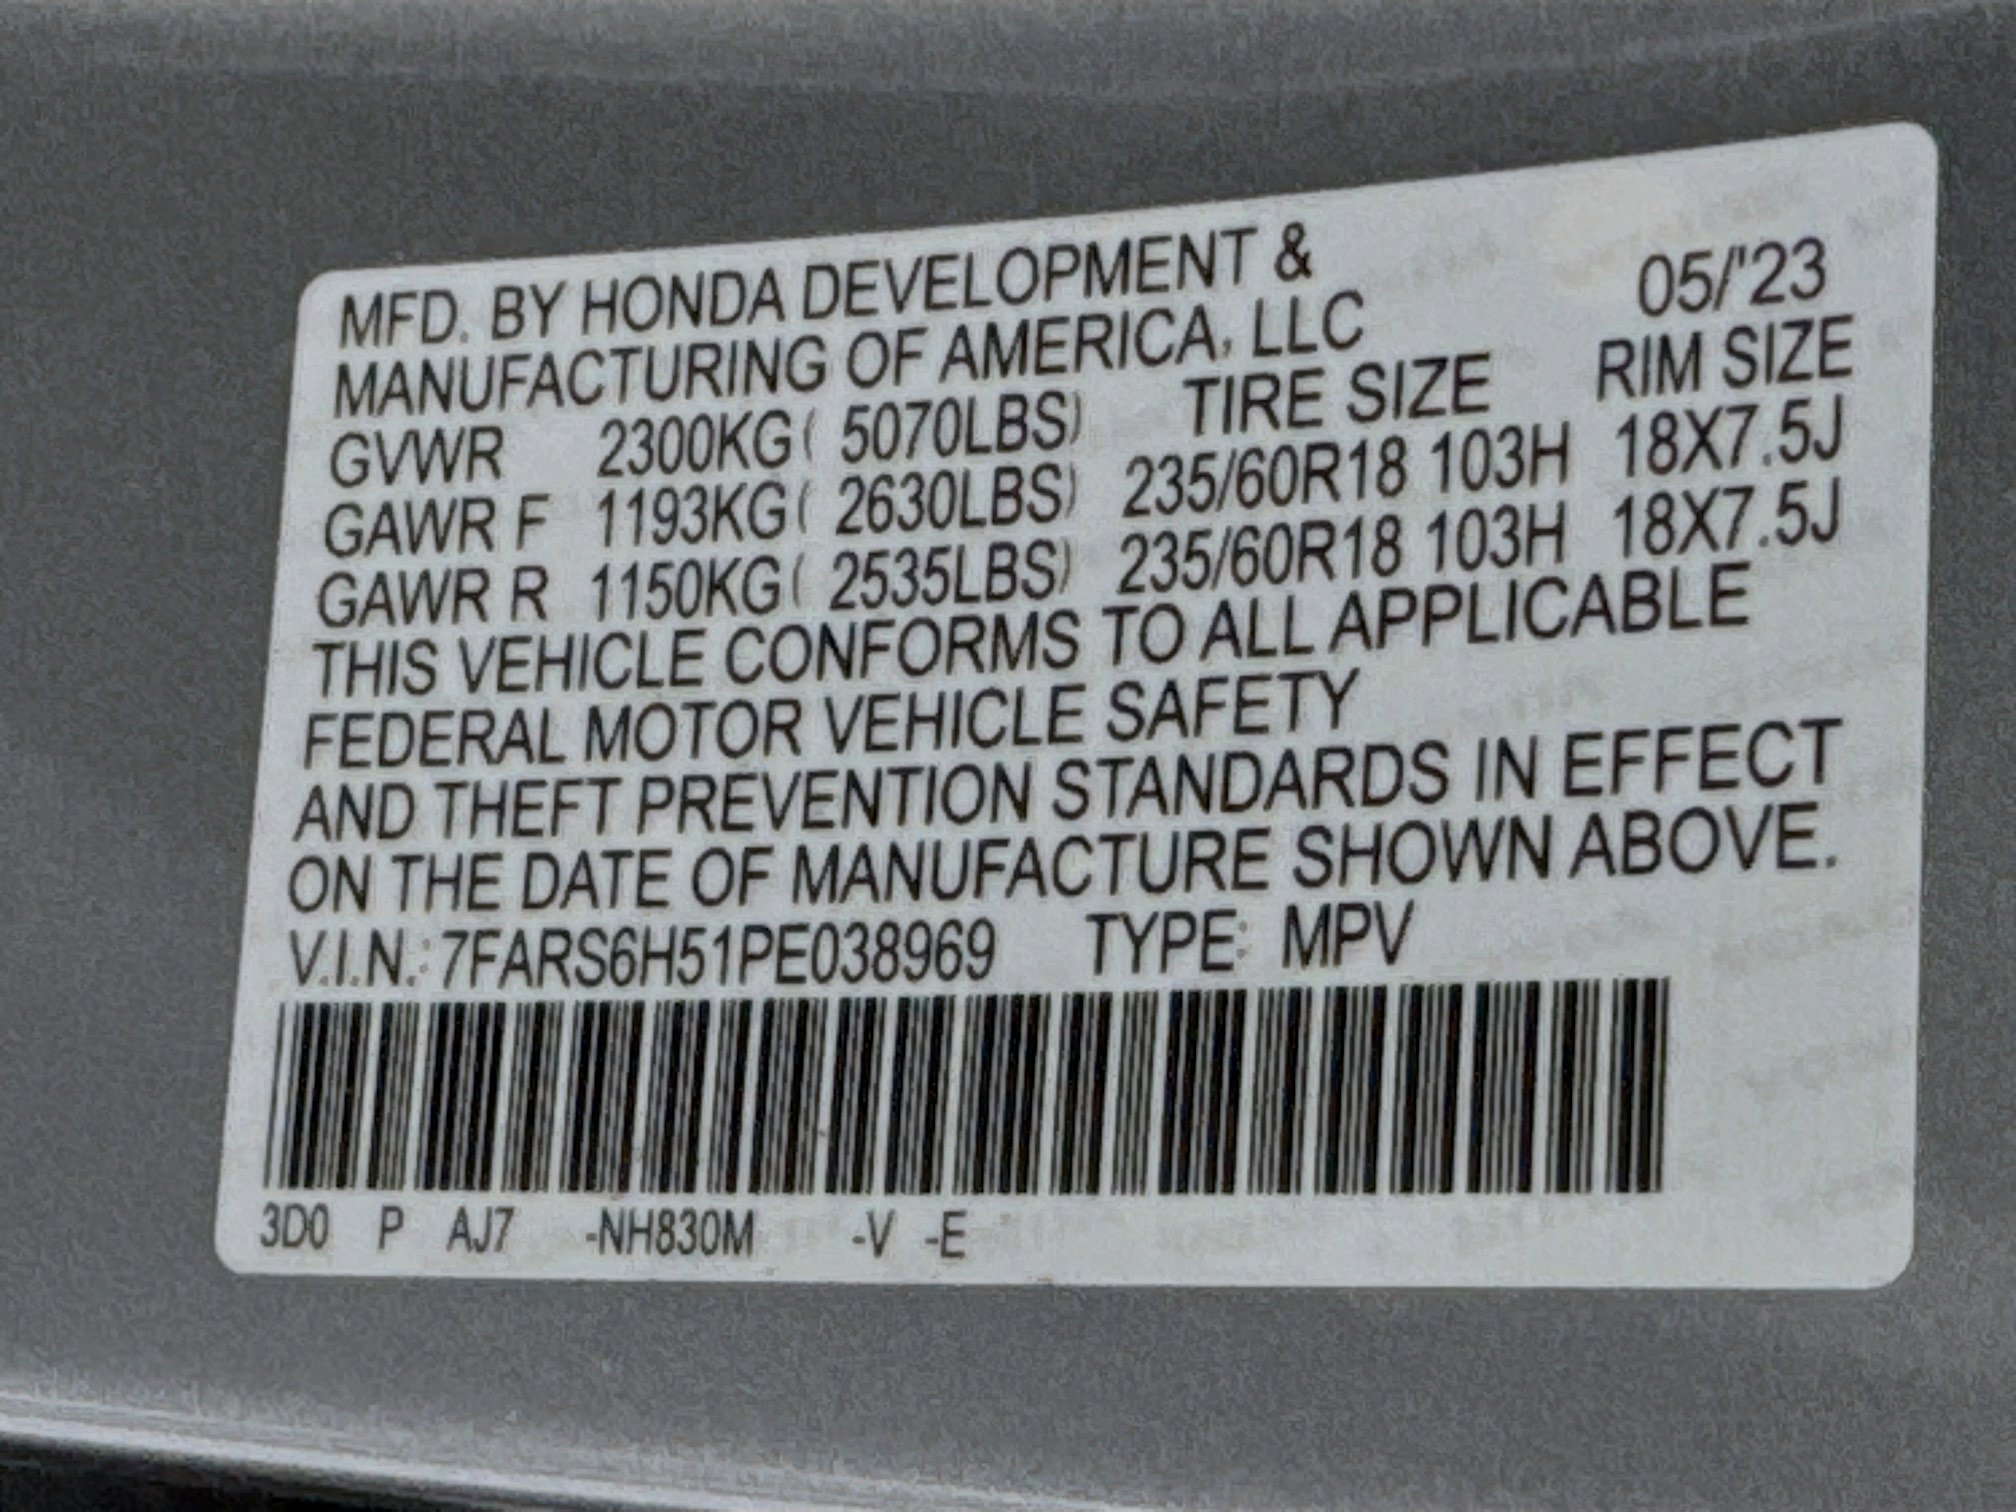 MFD. BY HONDA DEVELOPMENT &
MANUFACTURING OF AMERICA, LLC 05/'23
GVWR 2300KG( 5070LBS) TIRE SIZE RIM SIZE
GAWR F 1193KG( 2630LBS) 235/60R18 103H 18X7.5J
GAWR R 1150KG( 2535LBS) 235/60R18 103H 18X7.5J
THIS VEHICLE CONFORMS TO ALL APPLICABLE
FEDERAL MOTOR VEHICLE SAFETY
AND THEFT PREVENTION STANDARDS IN EFFECT
ON THE DATE OF MANUFACTURE SHOWN ABOVE.
V.I.N.: 7FARS6H51PE038969 TYPE: MPV
3D0 P AJ7 -NH830M -V -E